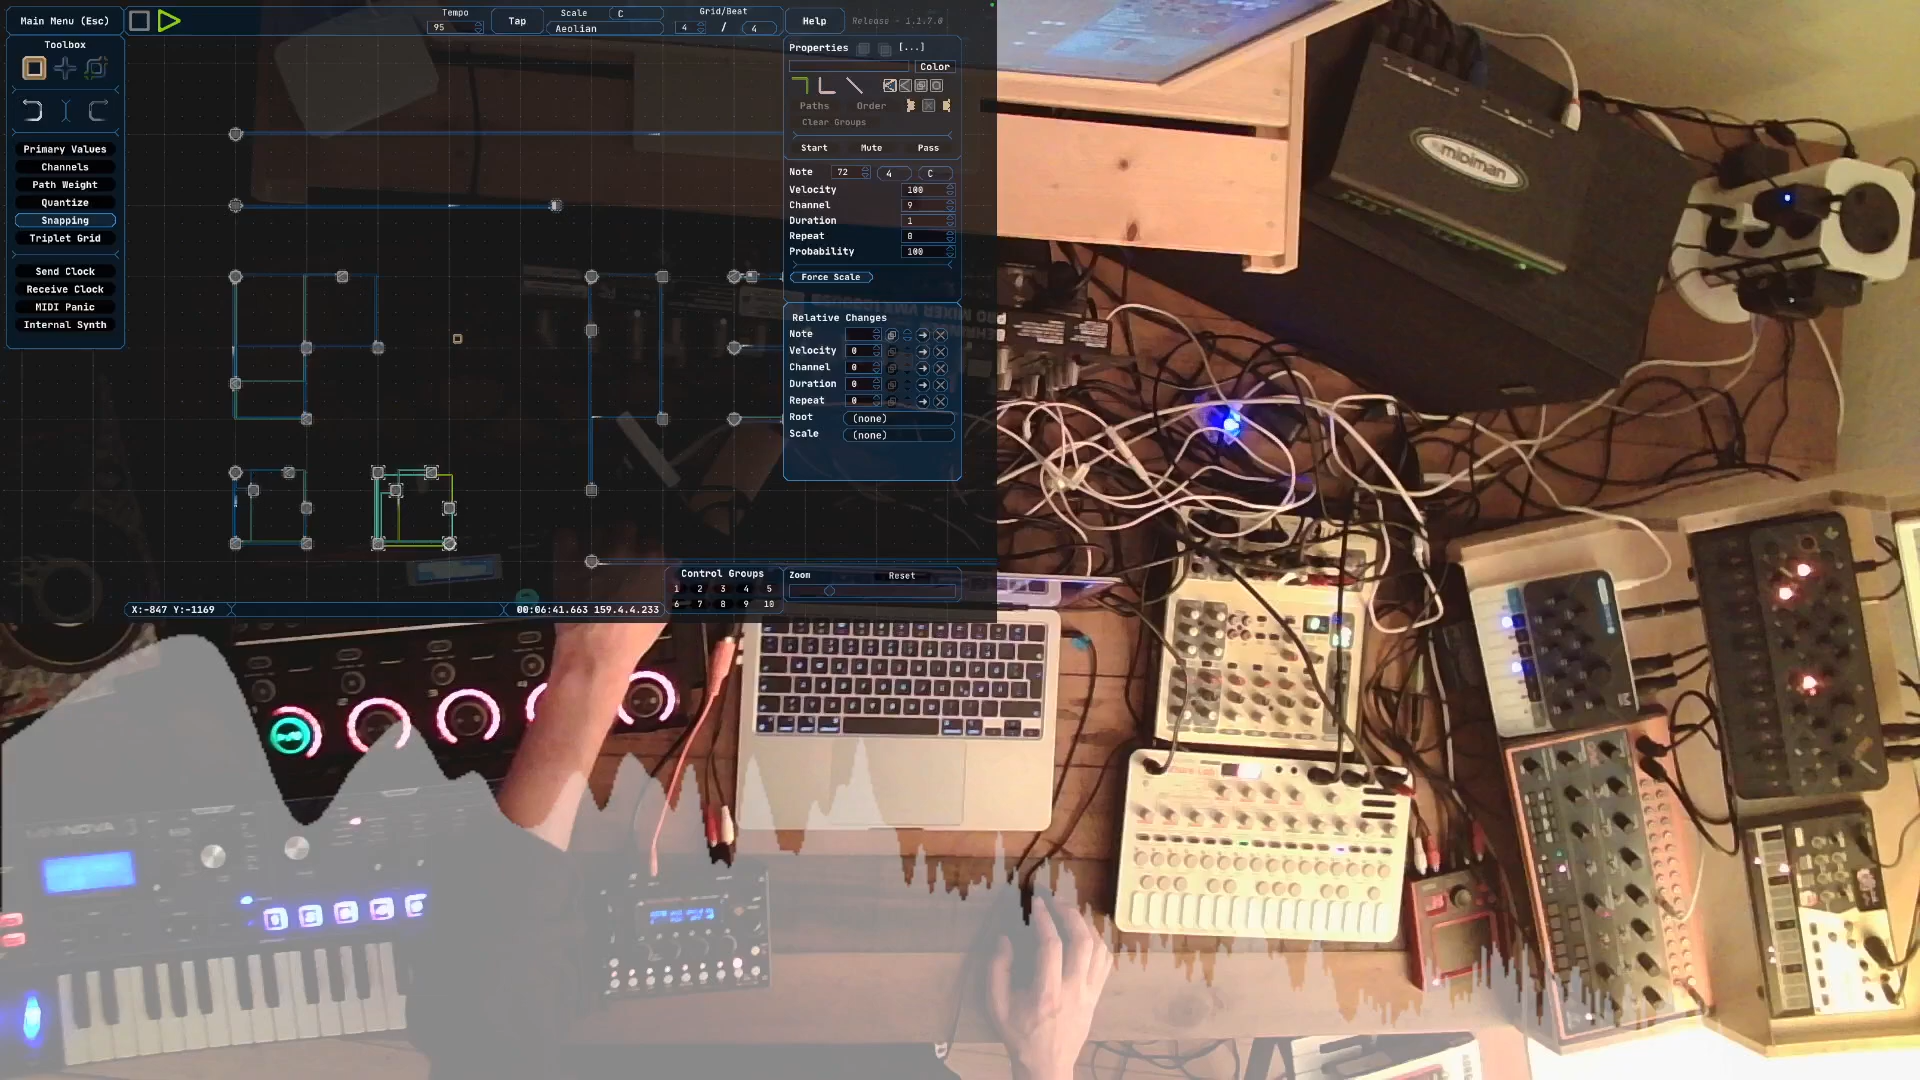 Main Menu (Esc)
Tempo
95
Tap
Scale
C
Aeolian
Grid/Beat
4 / 4
Help
Release - 1.1.7.0
Toolbox
Primary Values
Channels
Path Weight
Quantize
Snapping
Triplet Grid
Send Clock
Receive Clock
MIDI Panic
Internal Synth
Properties
[...]
Color
Paths
Order
Clear Groups
Start
Mute
Pass
Note 72 4 C
Velocity 100
Channel 9
Duration 1
Repeat 0
Probability 100
Force Scale
Relative Changes
Note
Velocity 0
Channel 0
Duration 0
Repeat 0
Root (none)
Scale (none)
Control Groups
1 2 3 4 5
6 7 8 9 10
Zoom
Reset
X:-847 Y:-1169
00:06:41.663 159.4.4.233
midiman